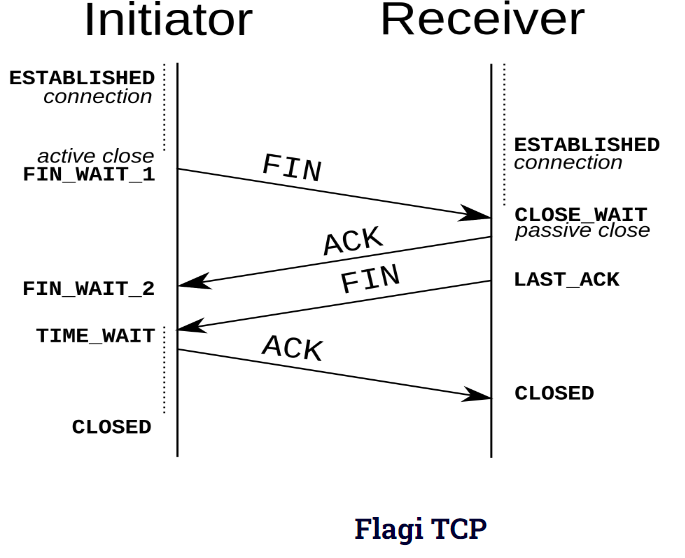 Initiator
Receiver
ESTABLISHED
connection
active close
FIN_WAIT_1
FIN
ESTABLISHED
connection
CLOSE_WAIT
passive close
ACK
FIN_WAIT_2
FIN
LAST_ACK
TIME_WAIT
ACK
CLOSED
CLOSED
Flagi TCP